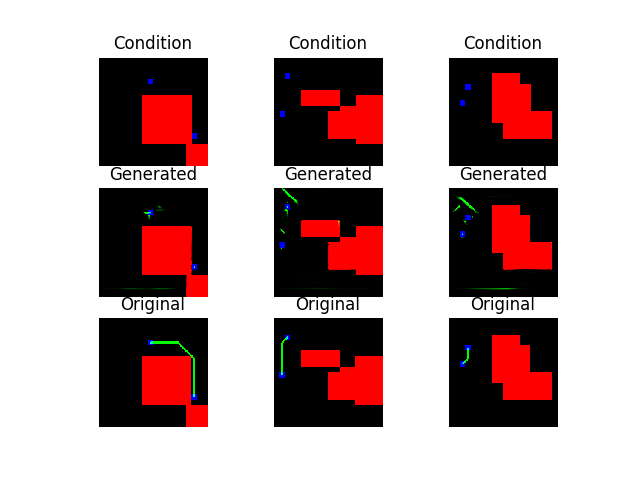 Condition Condition Condition
Generated Generated Generated
Original Original Original